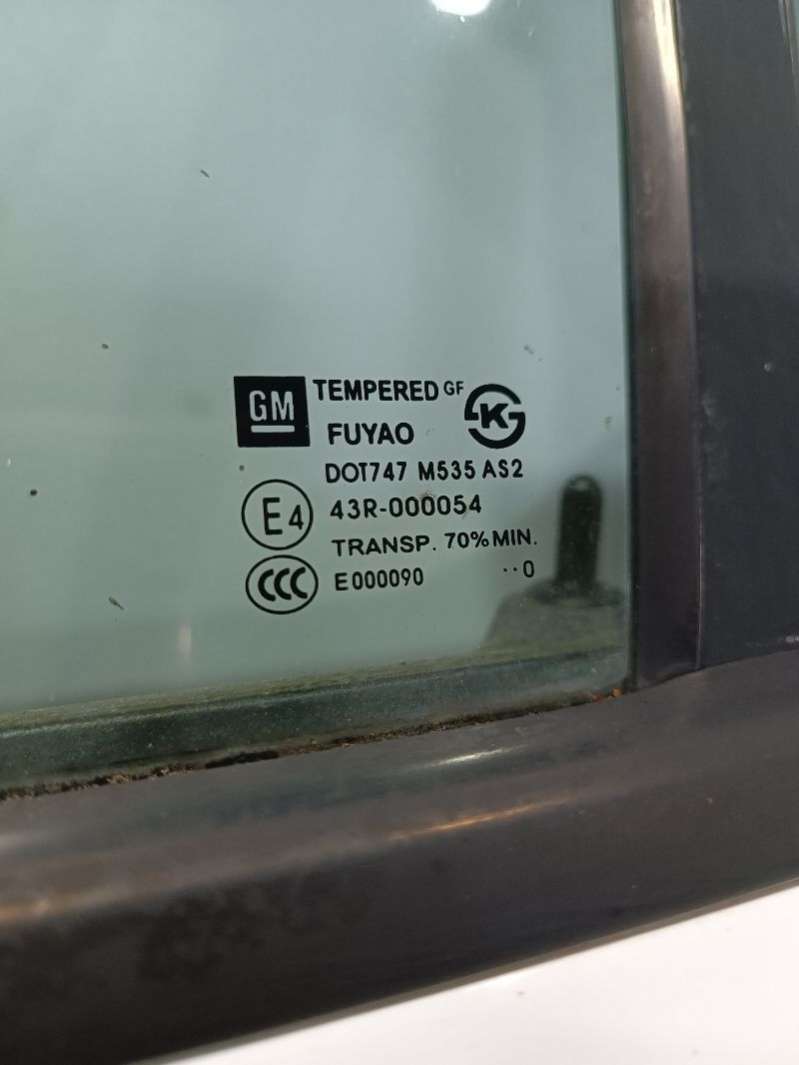 GM TEMPERED GF K
FUYAO
DOT747 M535 AS2
E4 43R-000054
TRANSP. 70% MIN.
CCC E000090 ··0